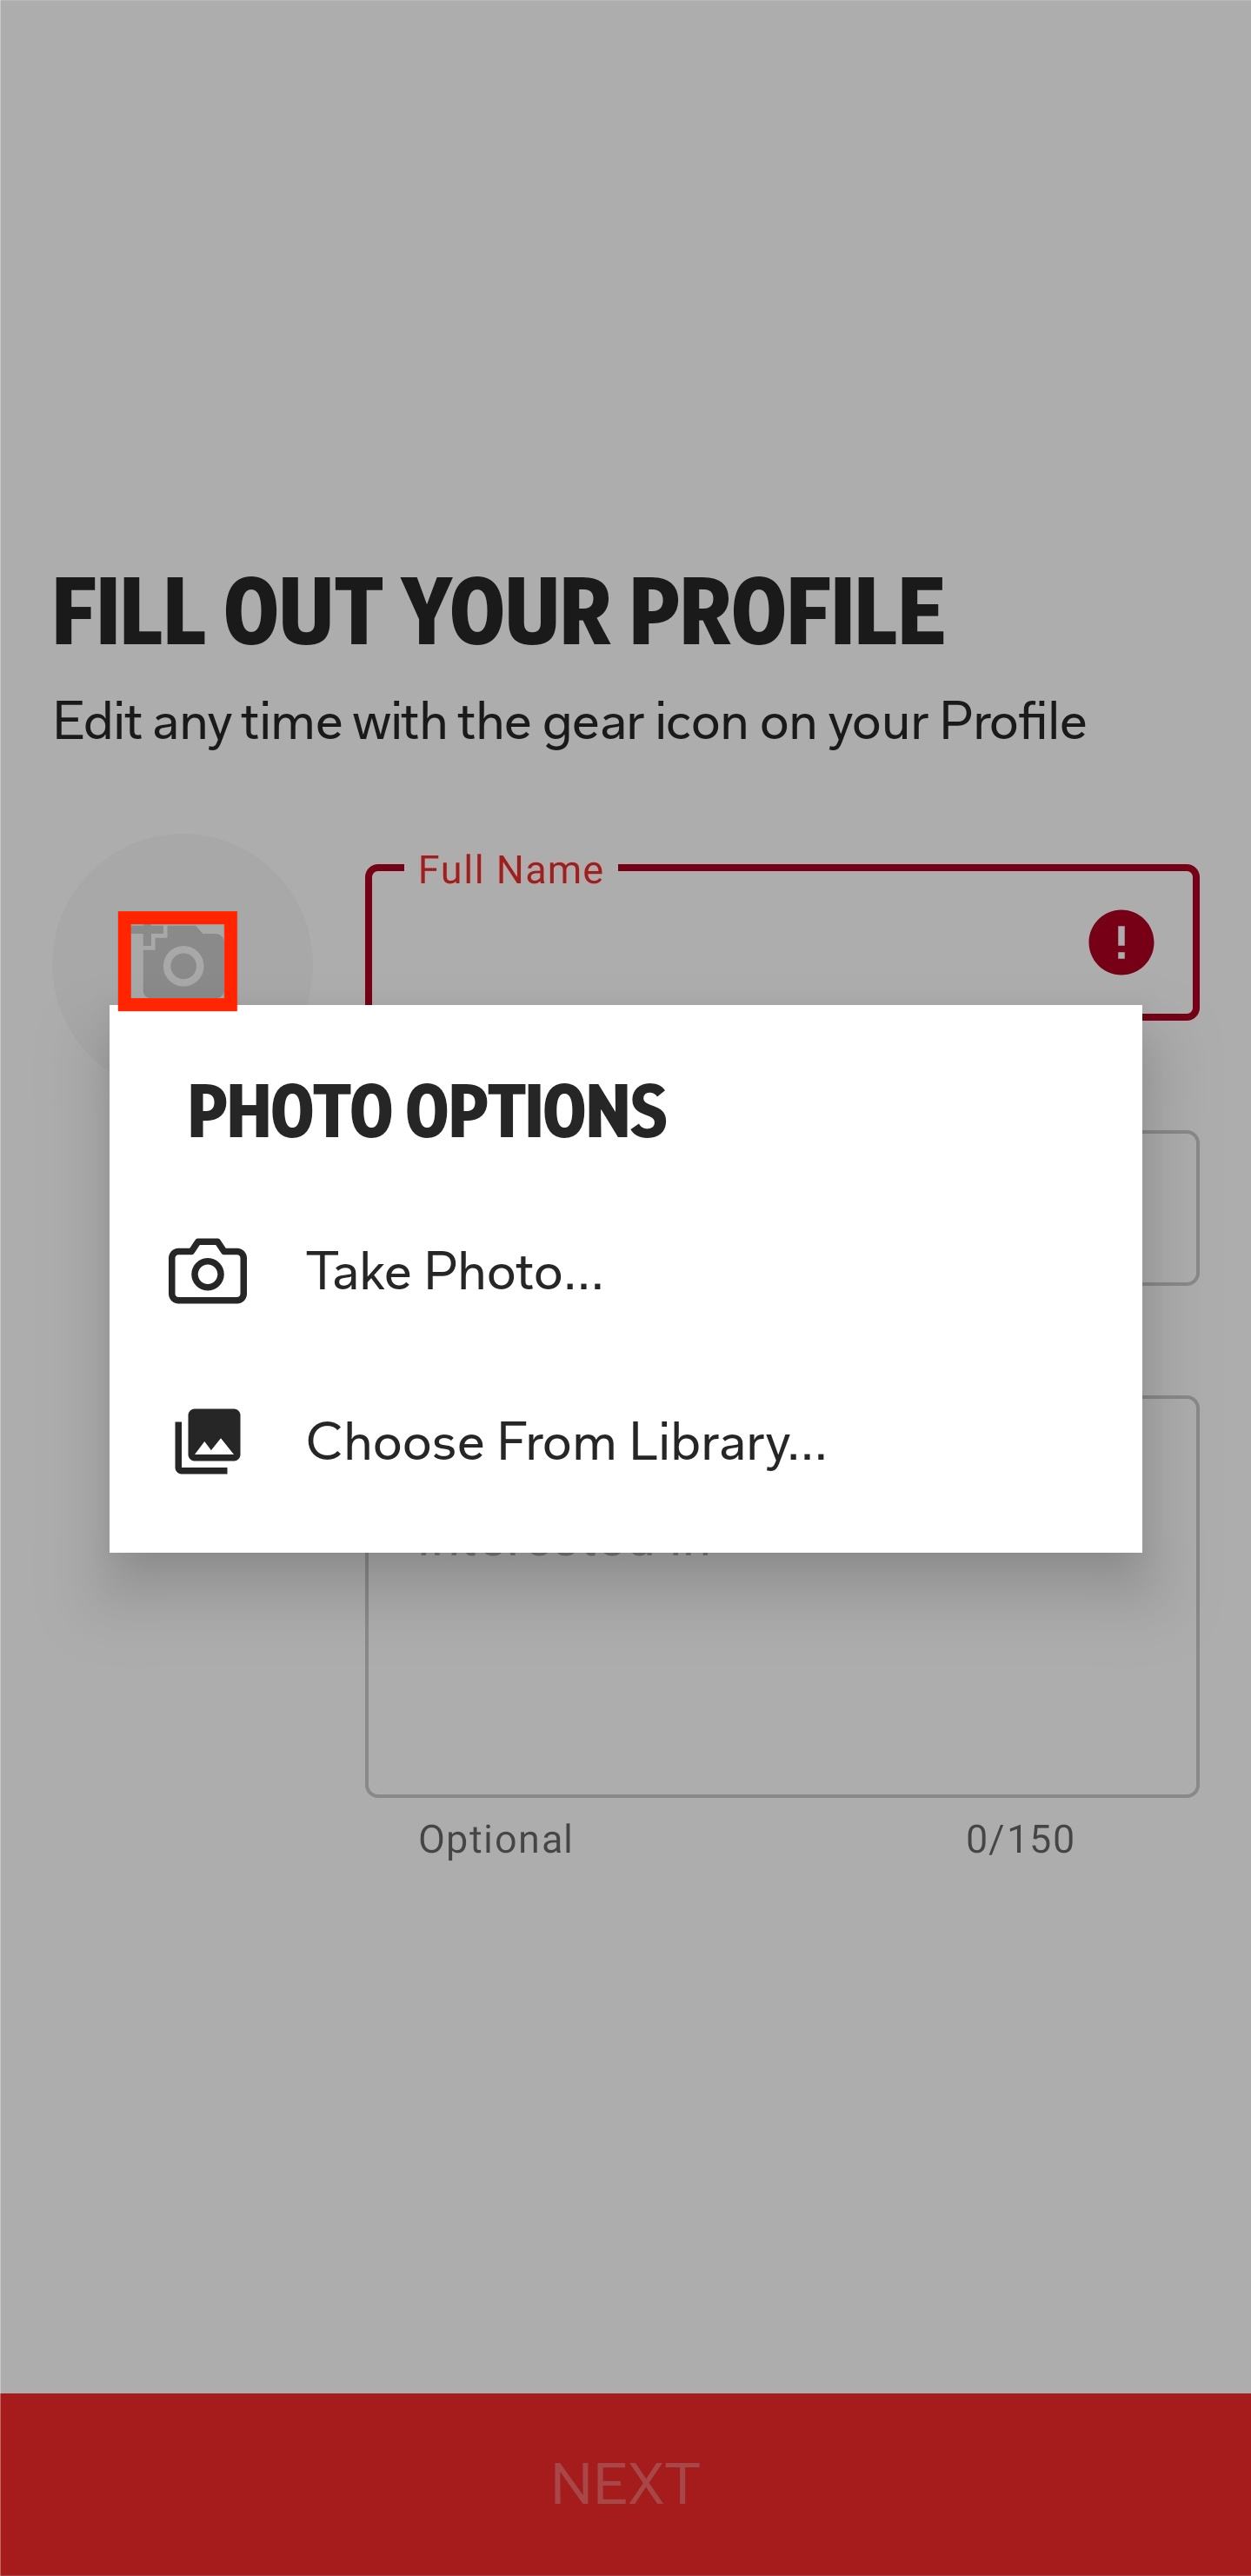 FILL OUT YOUR PROFILE
Edit any time with the gear icon on your Profile
Full Name
PHOTO OPTIONS
Take Photo...
Choose From Library...
Optional
0/150
NEXT